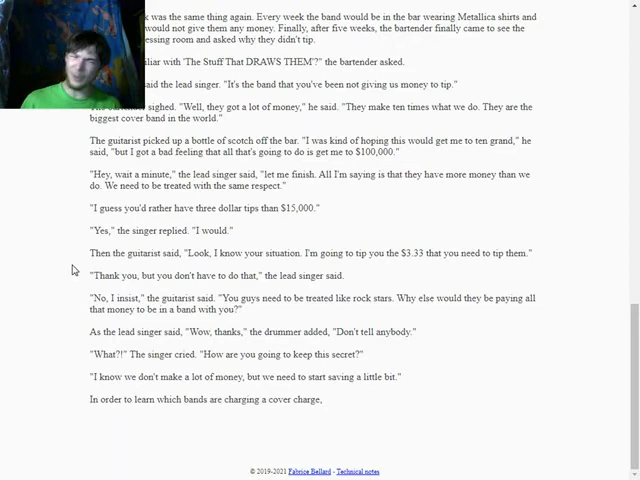 k was the same thing again. Every week the band would be in the bar wearing Metallica shirts and
would not give them any money. Finally, after five weeks, the bartender finally came to see the
essing room and asked why they didn't tip.
iliar with 'The Stuff That DRAWS THEM'?" the bartender asked.
said the lead singer. "It's the band that you've been not giving us money to tip."
sighed. "Well, they got a lot of money," he said. "They make ten times what we do. They are the
biggest cover band in the world."
The guitarist picked up a bottle of scotch off the bar. "I was kind of hoping this would get me to ten grand," he
said, "but I got a bad feeling that all that's going to do is get me to $100,000."
"Hey, wait a minute," the lead singer said, "let me finish. All I'm saying is that they have more money than we
do. We need to be treated with the same respect."
"I guess you'd rather have three dollar tips than $15,000."
"Yes," the singer replied. "I would."
Then the guitarist said, "Look, I know your situation. I'm going to tip you the $3.33 that you need to tip them."
"Thank you, but you don't have to do that," the lead singer said.
"No, I insist," the guitarist said. "You guys need to be treated like rock stars. Why else would they be paying all
that money to be in a band with you?"
As the lead singer said, "Wow, thanks," the drummer added, "Don't tell anybody."
"What?!" The singer cried. "How are you going to keep this secret?"
"I know we don't make a lot of money, but we need to start saving a little bit."
In order to learn which bands are charging a cover charge,
© 2019-2021 Fabrice Bellard - Technical notes